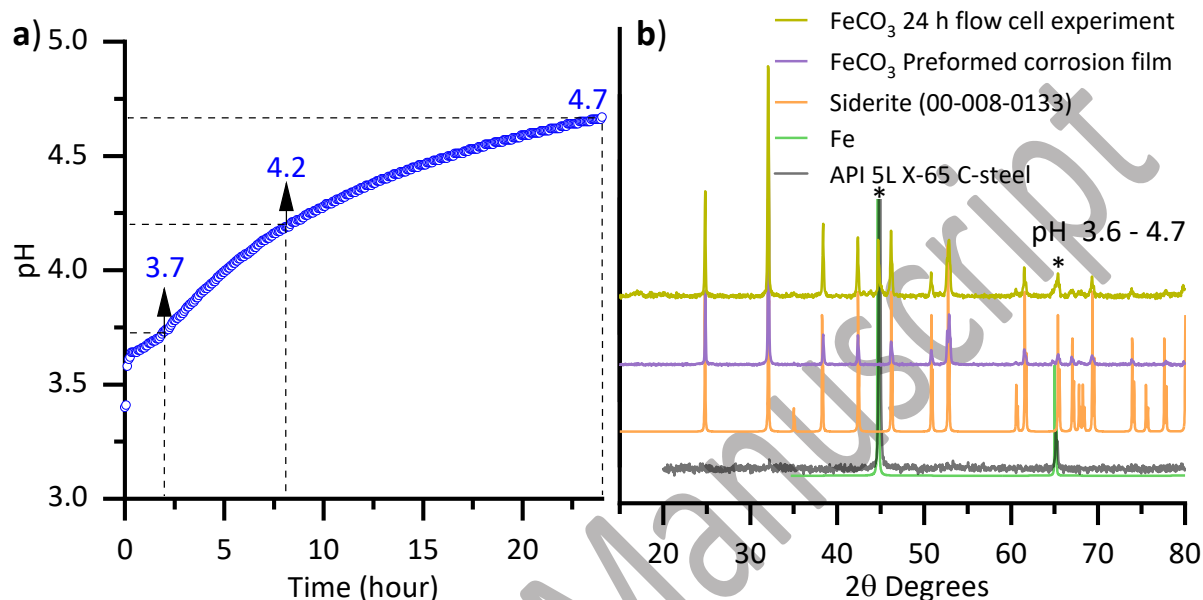 a)
5.0
4.5
4.0
3.5
3.0
pH
3.7
4.2
4.7
0
5
10
15
20
Time (hour)
b)
FeCO₃ 24 h flow cell experiment
FeCO₃ Preformed corrosion film
Siderite (00-008-0133)
Fe
API 5L X-65 C-steel
*
pH 3.6 - 4.7
*
20
30
40
50
60
70
80
2θ Degrees
Manuscript